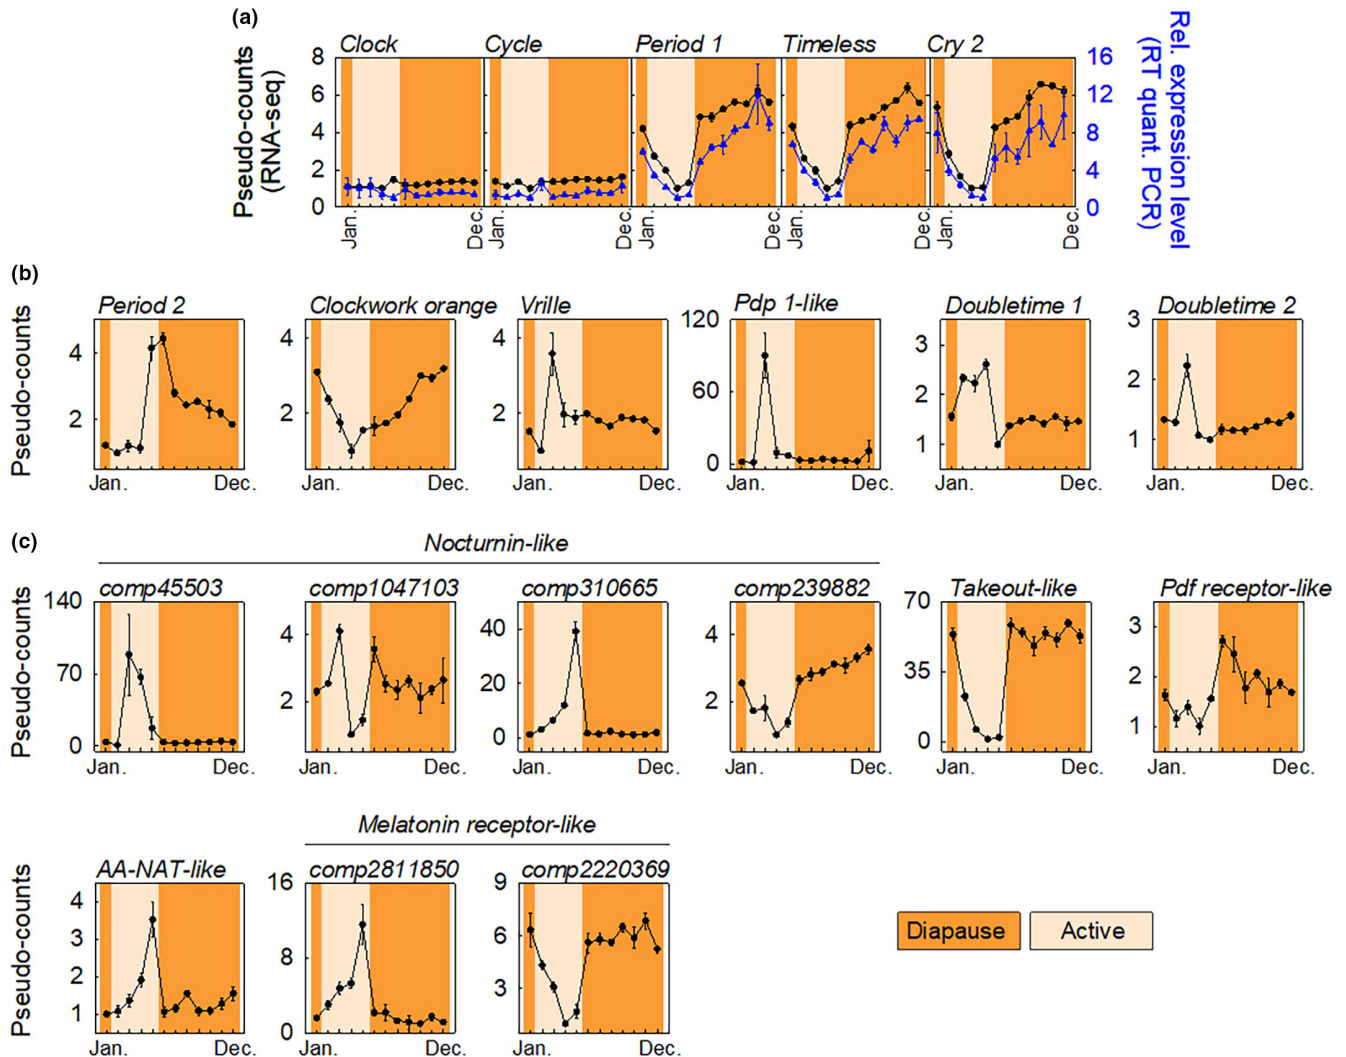 (a)
Clock Cycle Period 1 Timeless Cry 2
Pseudo-counts
(RNA-seq)
8
6
4
2
0
16
12
8
4
0
Rel. expression level
(RT quant. PCR)
Jan. Dec. Jan. Dec. Jan. Dec. Jan. Dec. Jan. Dec.
(b)
Period 2 Clockwork orange Vrille Pdp 1-like Doubletime 1 Doubletime 2
Pseudo-counts
4
2
4
2
4
2
120
60
0
3
2
1
3
2
1
Jan. Dec. Jan. Dec. Jan. Dec. Jan. Dec. Jan. Dec. Jan. Dec.
(c)
Nocturnin-like
comp45503 comp1047103 comp310665 comp239882 Takeout-like Pdf receptor-like
Pseudo-counts
140
70
0
4
2
40
20
0
4
2
70
35
0
3
2
1
Jan. Dec. Jan. Dec. Jan. Dec. Jan. Dec. Jan. Dec. Jan. Dec.
Melatonin receptor-like
AA-NAT-like comp2811850 comp2220369
Pseudo-counts
4
3
2
1
16
8
0
9
6
3
Jan. Dec. Jan. Dec. Jan. Dec.
Diapause Active